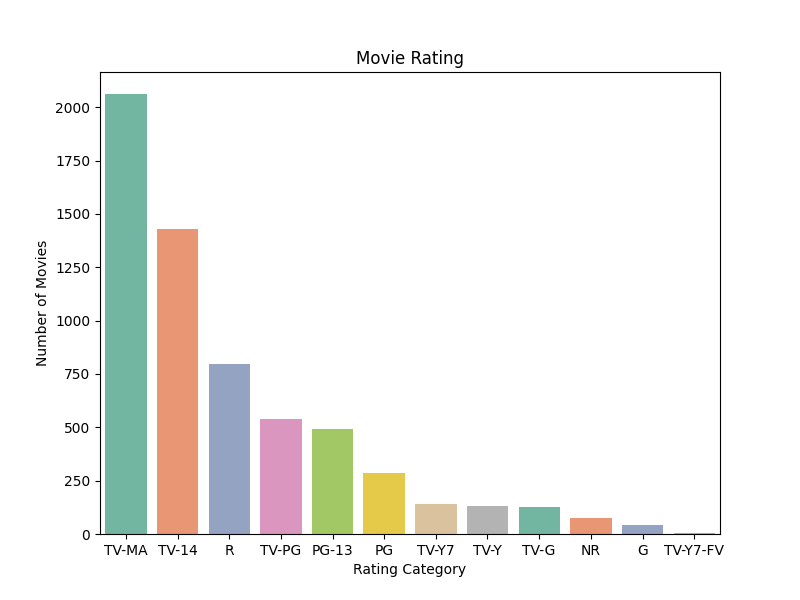 Movie Rating
2000
1750
1500
1250
1000
750
500
250
0
Number of Movies
TV-MA TV-14 R TV-PG PG-13 PG TV-Y7 TV-Y TV-G NR G TV-Y7-FV
Rating Category